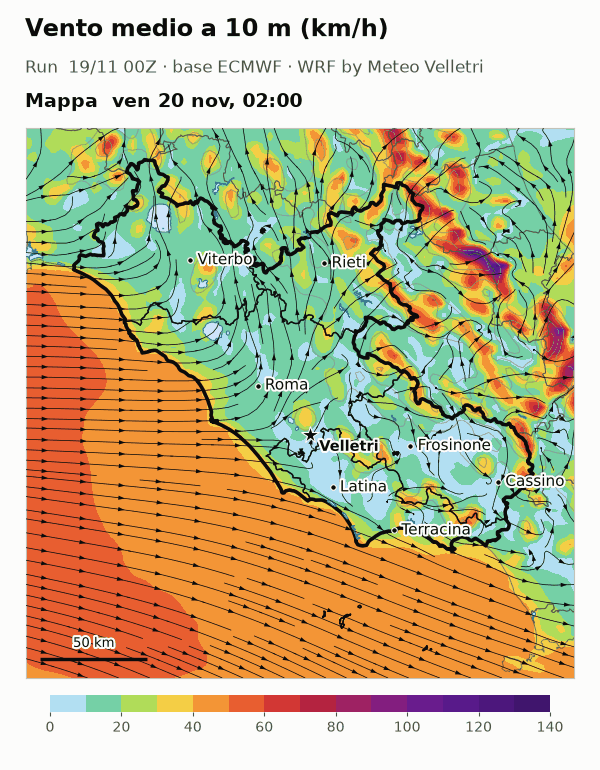 Vento medio a 10 m (km/h)
Run 19/11 00Z · base ECMWF · WRF by Meteo Velletri
Mappa ven 20 nov, 02:00
Viterbo
Rieti
Roma
Velletri
Frosinone
Latina
Cassino
Terracina
50 km
0 20 40 60 80 100 120 140